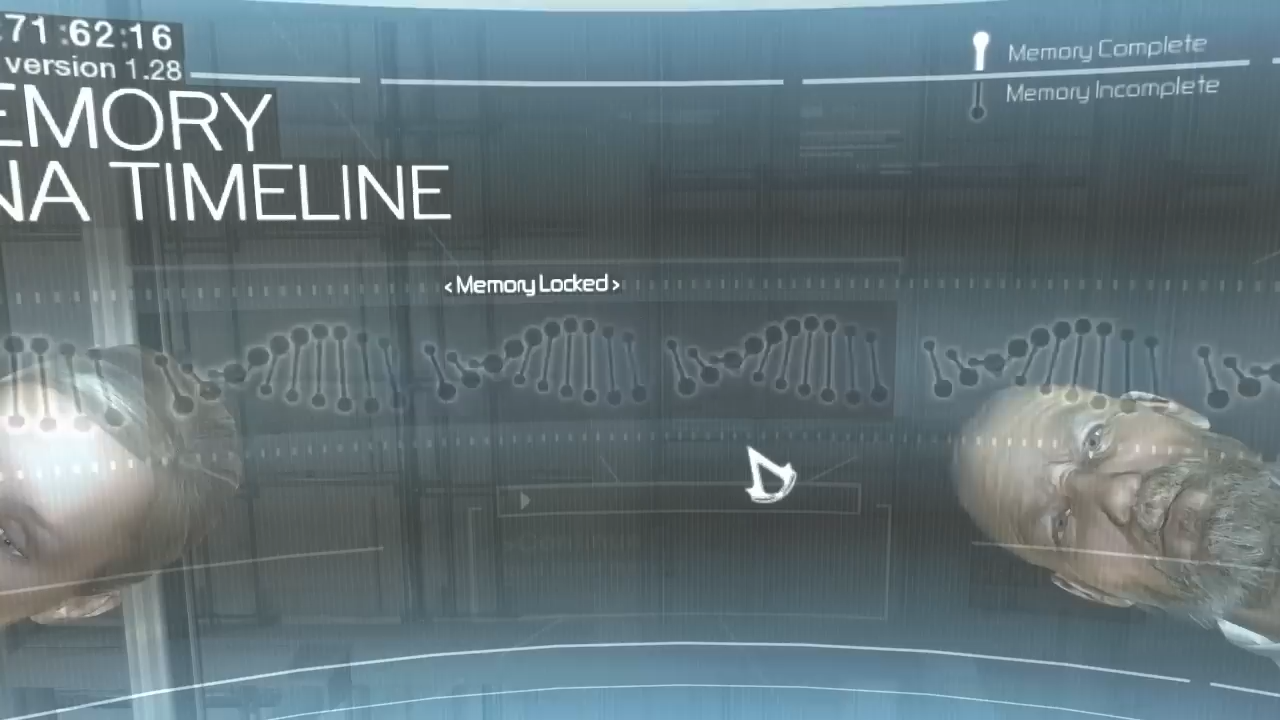 :71:62:16
version 1.28
EMORY
NA TIMELINE
Memory Complete
Memory Incomplete
<Memory Locked>